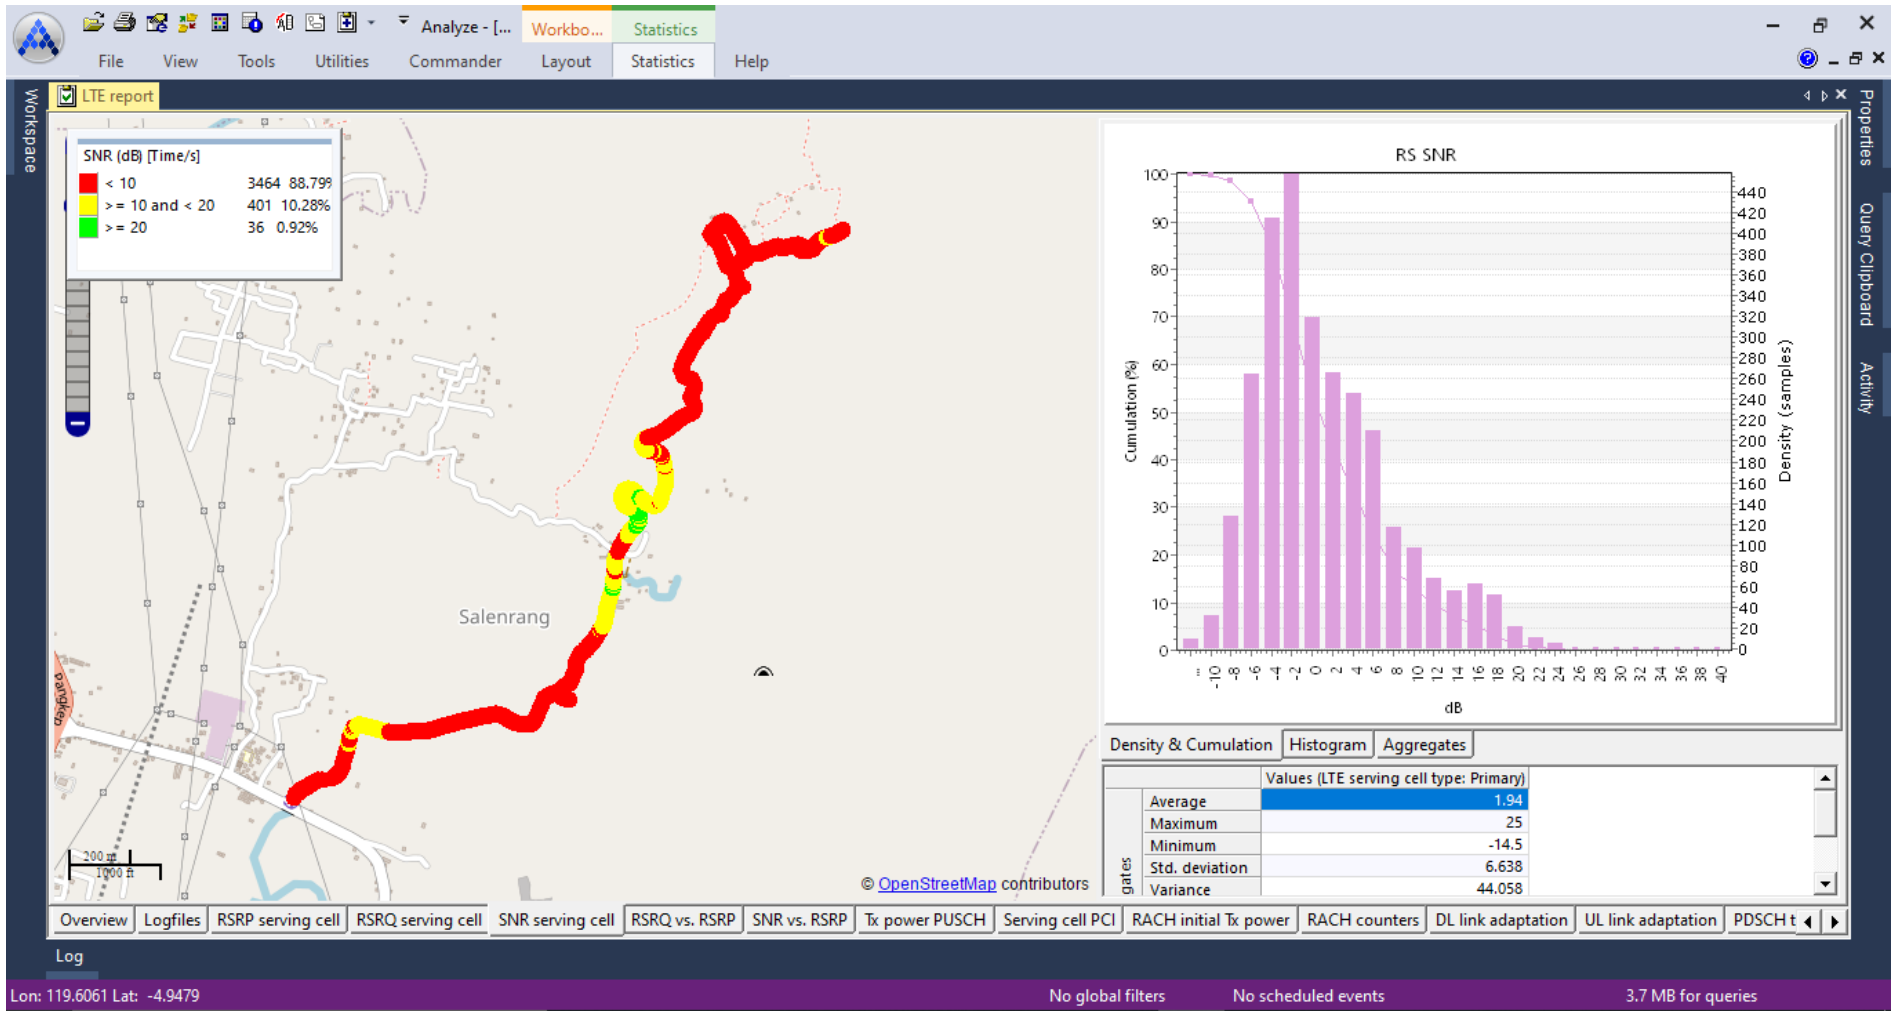 Analyze - [...
Workbo...
Statistics
File
View
Tools
Utilities
Commander
Layout
Statistics
Help
Workspace
LTE report
Properties
Query Clipboard
Activity
SNR (dB) [Time/s]
< 10 3464 88.79%
>= 10 and < 20 401 10.28%
>= 20 36 0.92%
Salenrang
Pangkep
200 m
1000 ft
© OpenStreetMap contributors
RS SNR
100
90
80
70
60
50
40
30
20
10
0
Cumulation (%)
440
420
400
380
360
340
320
300
280
260
240
220
200
180
160
140
120
100
80
60
40
20
0
Density (samples)
... -10 -8 -6 -4 -2 0 2 4 6 8 10 12 14 16 18 20 22 24 26 28 30 32 34 36 38 40
dB
Density & Cumulation
Histogram
Aggregates
Values (LTE serving cell type: Primary)
gates
Average 1.94
Maximum 25
Minimum -14.5
Std. deviation 6.638
Variance 44.058
Overview
Logfiles
RSRP serving cell
RSRQ serving cell
SNR serving cell
RSRQ vs. RSRP
SNR vs. RSRP
Tx power PUSCH
Serving cell PCI
RACH initial Tx power
RACH counters
DL link adaptation
UL link adaptation
PDSCH t
Log
Lon: 119.6061 Lat: -4.9479
No global filters
No scheduled events
3.7 MB for queries